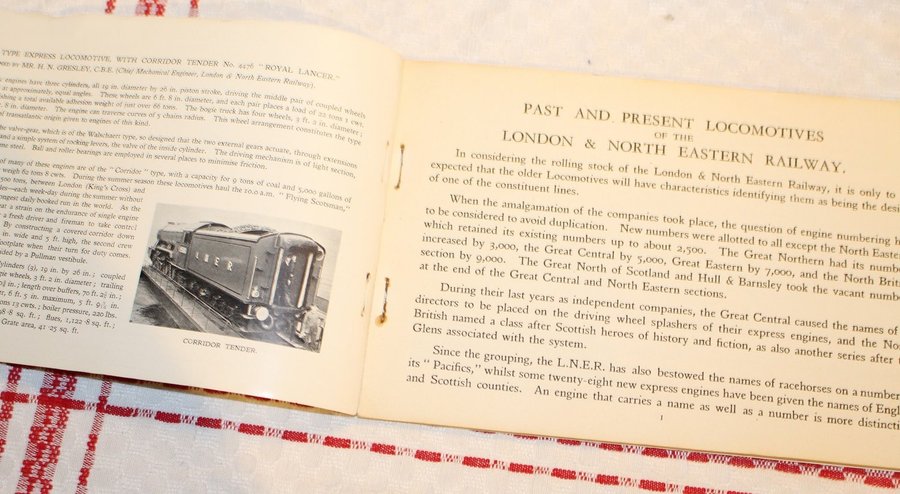 TYPE EXPRESS LOCOMOTIVE, WITH CORRIDOR TENDER No. 4476 "ROYAL LANCER."
BY MR. H. N. GRESLEY, C.B.E. (Chief Mechanical Engineer, London & North Eastern Railway).
engines have three cylinders, all 19 in. diameter by 26 in. piston stroke, driving the middle pair of coupled wheels
at approximately, equal angles. These wheels are 6 ft. 8 in. diameter, and each pair places a load of 22 tons 1 cwt.
a total available adhesion weight of just over 66 tons. The bogie truck has four wheels, 3 ft. 2 in. diameter;
8 in. diameter. The engine can traverse curves of 5 chains radius. This wheel arrangement constitutes the type
of transatlantic origin given to engines of this kind.
the valve-gear, which is of the Walschaert type, so designed that the two external gears actuate, through extensions
and a simple system of rocking levers, the valve of the inside cylinder. The driving mechanism is of light section,
steel. Ball and roller bearings are employed in several places to minimise friction.
of many of these engines are of the "Corridor" type, with a capacity for 9 tons of coal and 5,000 gallons of
weigh 62 tons 8 cwts. During the summer season these locomotives haul the 10.0 a.m. "Flying Scotsman,"
500 tons, between London (King's Cross) and
each week-day during the summer without
longest daily booked run in the world. As the
a strain on the endurance of single engine
a fresh driver and fireman to take control
By constructing a covered corridor down
in. wide and 5 ft. high, the second crew
footplate when their turn for duty comes.
by a Pullman vestibule.
cylinders (3), 19 in. by 26 in.; coupled
wheels, 3 ft. 2 in. diameter; trailing
in.; length over buffers, 70 ft. 2½ in.;
6 ft. 5 in. maximum, 5 ft.
12 cwts.; boiler pressure, 220 lbs.
sq. ft.; flues, 1,122·8 sq. ft.;
Grate area, 41·25 sq. ft.
L N E R
CORRIDOR TENDER.
PAST AND PRESENT LOCOMOTIVES
OF THE
LONDON & NORTH EASTERN RAILWAY.
In considering the rolling stock of the London & North Eastern Railway, it is only to
expected that the older Locomotives will have characteristics identifying them as being the
of one of the constituent lines.
When the amalgamation of the companies took place, the question of engine numbering
to be considered to avoid duplication. New numbers were allotted to all except the North
which retained its existing numbers up to about 2,500. The Great Northern had its
increased by 3,000, the Great Central by 5,000, Great Eastern by 7,000, and the North
section by 9,000. The Great North of Scotland and Hull & Barnsley took the vacant
at the end of the Great Central and North Eastern sections.
During their last years as independent companies, the Great Central caused the names of
directors to be placed on the driving wheel splashers of their express engines, and the
British named a class after Scottish heroes of history and fiction, as also another series after
Glens associated with the system.
Since the grouping, the L.N.E.R. has also bestowed the names of racehorses on a
its "Pacifics," whilst some twenty-eight new express engines have been given the names of
and Scottish counties. An engine that carries a name as well as a number is more
1